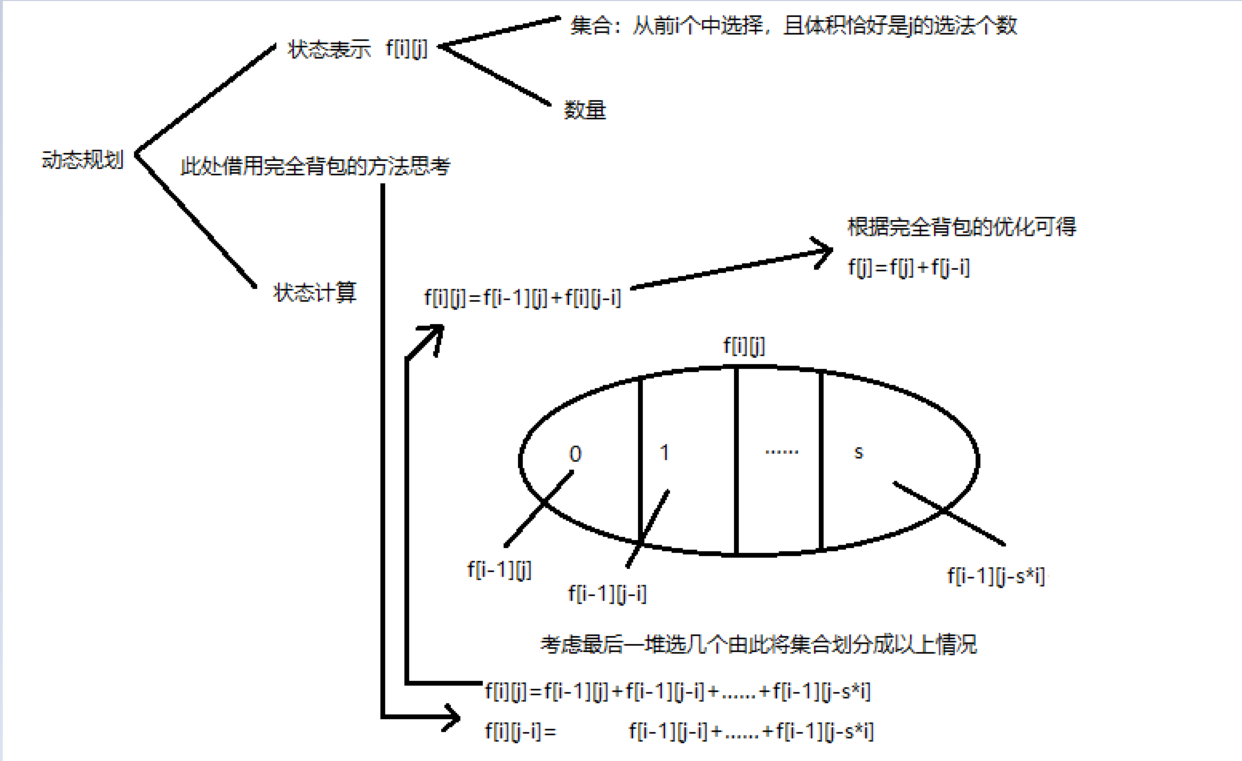 集合：从前i个中选择，且体积恰好是j的选法个数
状态表示 f[i][j]
数量
动态规划
此处借用完全背包的方法思考
根据完全背包的优化可得
f[j]=f[j]+f[j-i]
状态计算
f[i][j]=f[i-1][j]+f[i][j-i]
f[i][j]
0
1
……
s
f[i-1][j]
f[i-1][j-i]
f[i-1][j-s*i]
考虑最后一堆选几个由此将集合划分成以上情况
f[i][j]=f[i-1][j]+f[i-1][j-i]+……+f[i-1][j-s*i]
f[i][j-i]= f[i-1][j-i]+……+f[i-1][j-s*i]